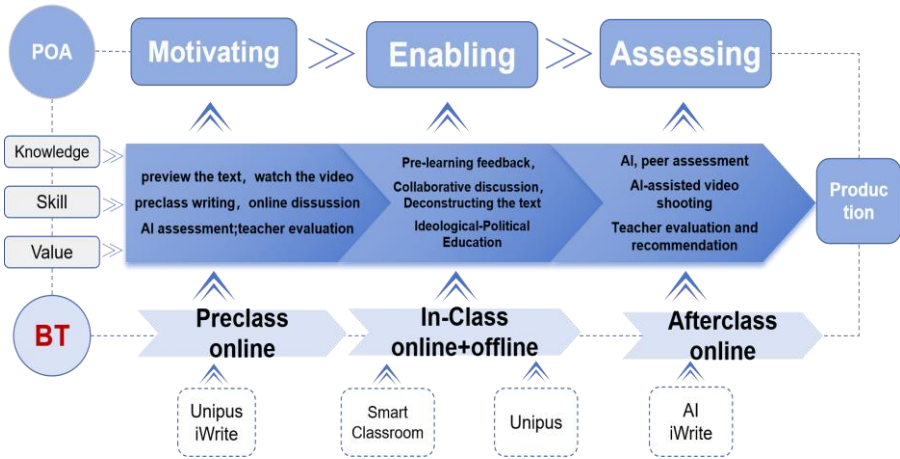 POA
Motivating
Enabling
Assessing
Knowledge
Skill
Value
preview the text, watch the video
preclass writing, online dissussion
AI assessment;teacher evaluation
Pre-learning feedback,
Collaborative discussion,
Deconstructing the text
Ideological-Political
Education
AI, peer assessment
AI-assisted video
shooting
Teacher evaluation and
recommendation
Produc
tion
BT
Preclass
online
In-Class
online+offline
Afterclass
online
Unipus
iWrite
Smart
Classroom
Unipus
AI
iWrite